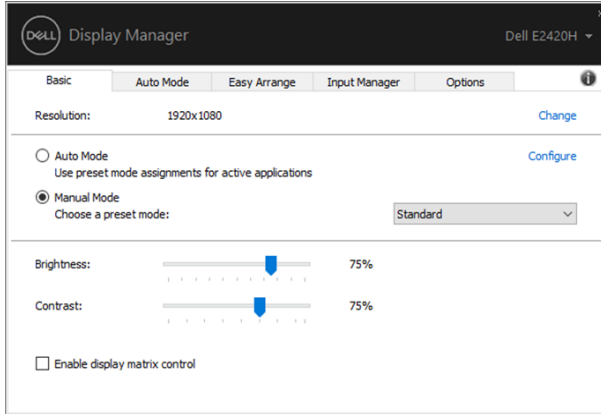 DELL Display Manager Dell E2420H
Basic Auto Mode Easy Arrange Input Manager Options
Resolution: 1920x1080 Change
Auto Mode Configure
Use preset mode assignments for active applications
Manual Mode
Choose a preset mode: Standard
Brightness: 75%
Contrast: 75%
Enable display matrix control